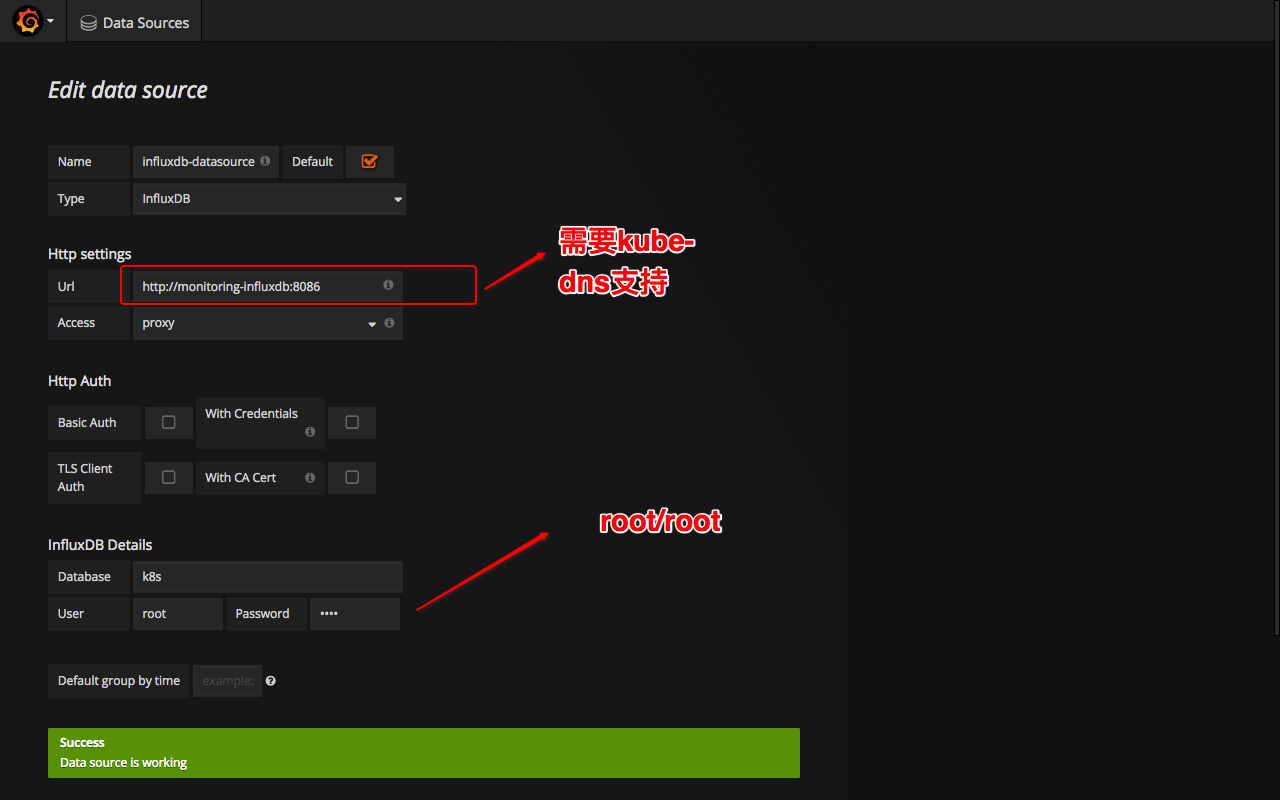 Data Sources
Edit data source
Name influxdb-datasource Default
Type InfluxDB
需要kube-
dns支持
Http settings
Url http://monitoring-influxdb:8086
Access proxy
Http Auth
Basic Auth With Credentials
TLS Client
Auth
With CA Cert
root/root
InfluxDB Details
Database k8s
User root Password ••••
Default group by time example:
Success
Data source is working